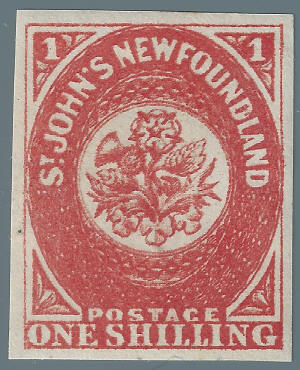 1 1
ST. JOHN'S NEWFOUNDLAND
POSTAGE
ONE SHILLING